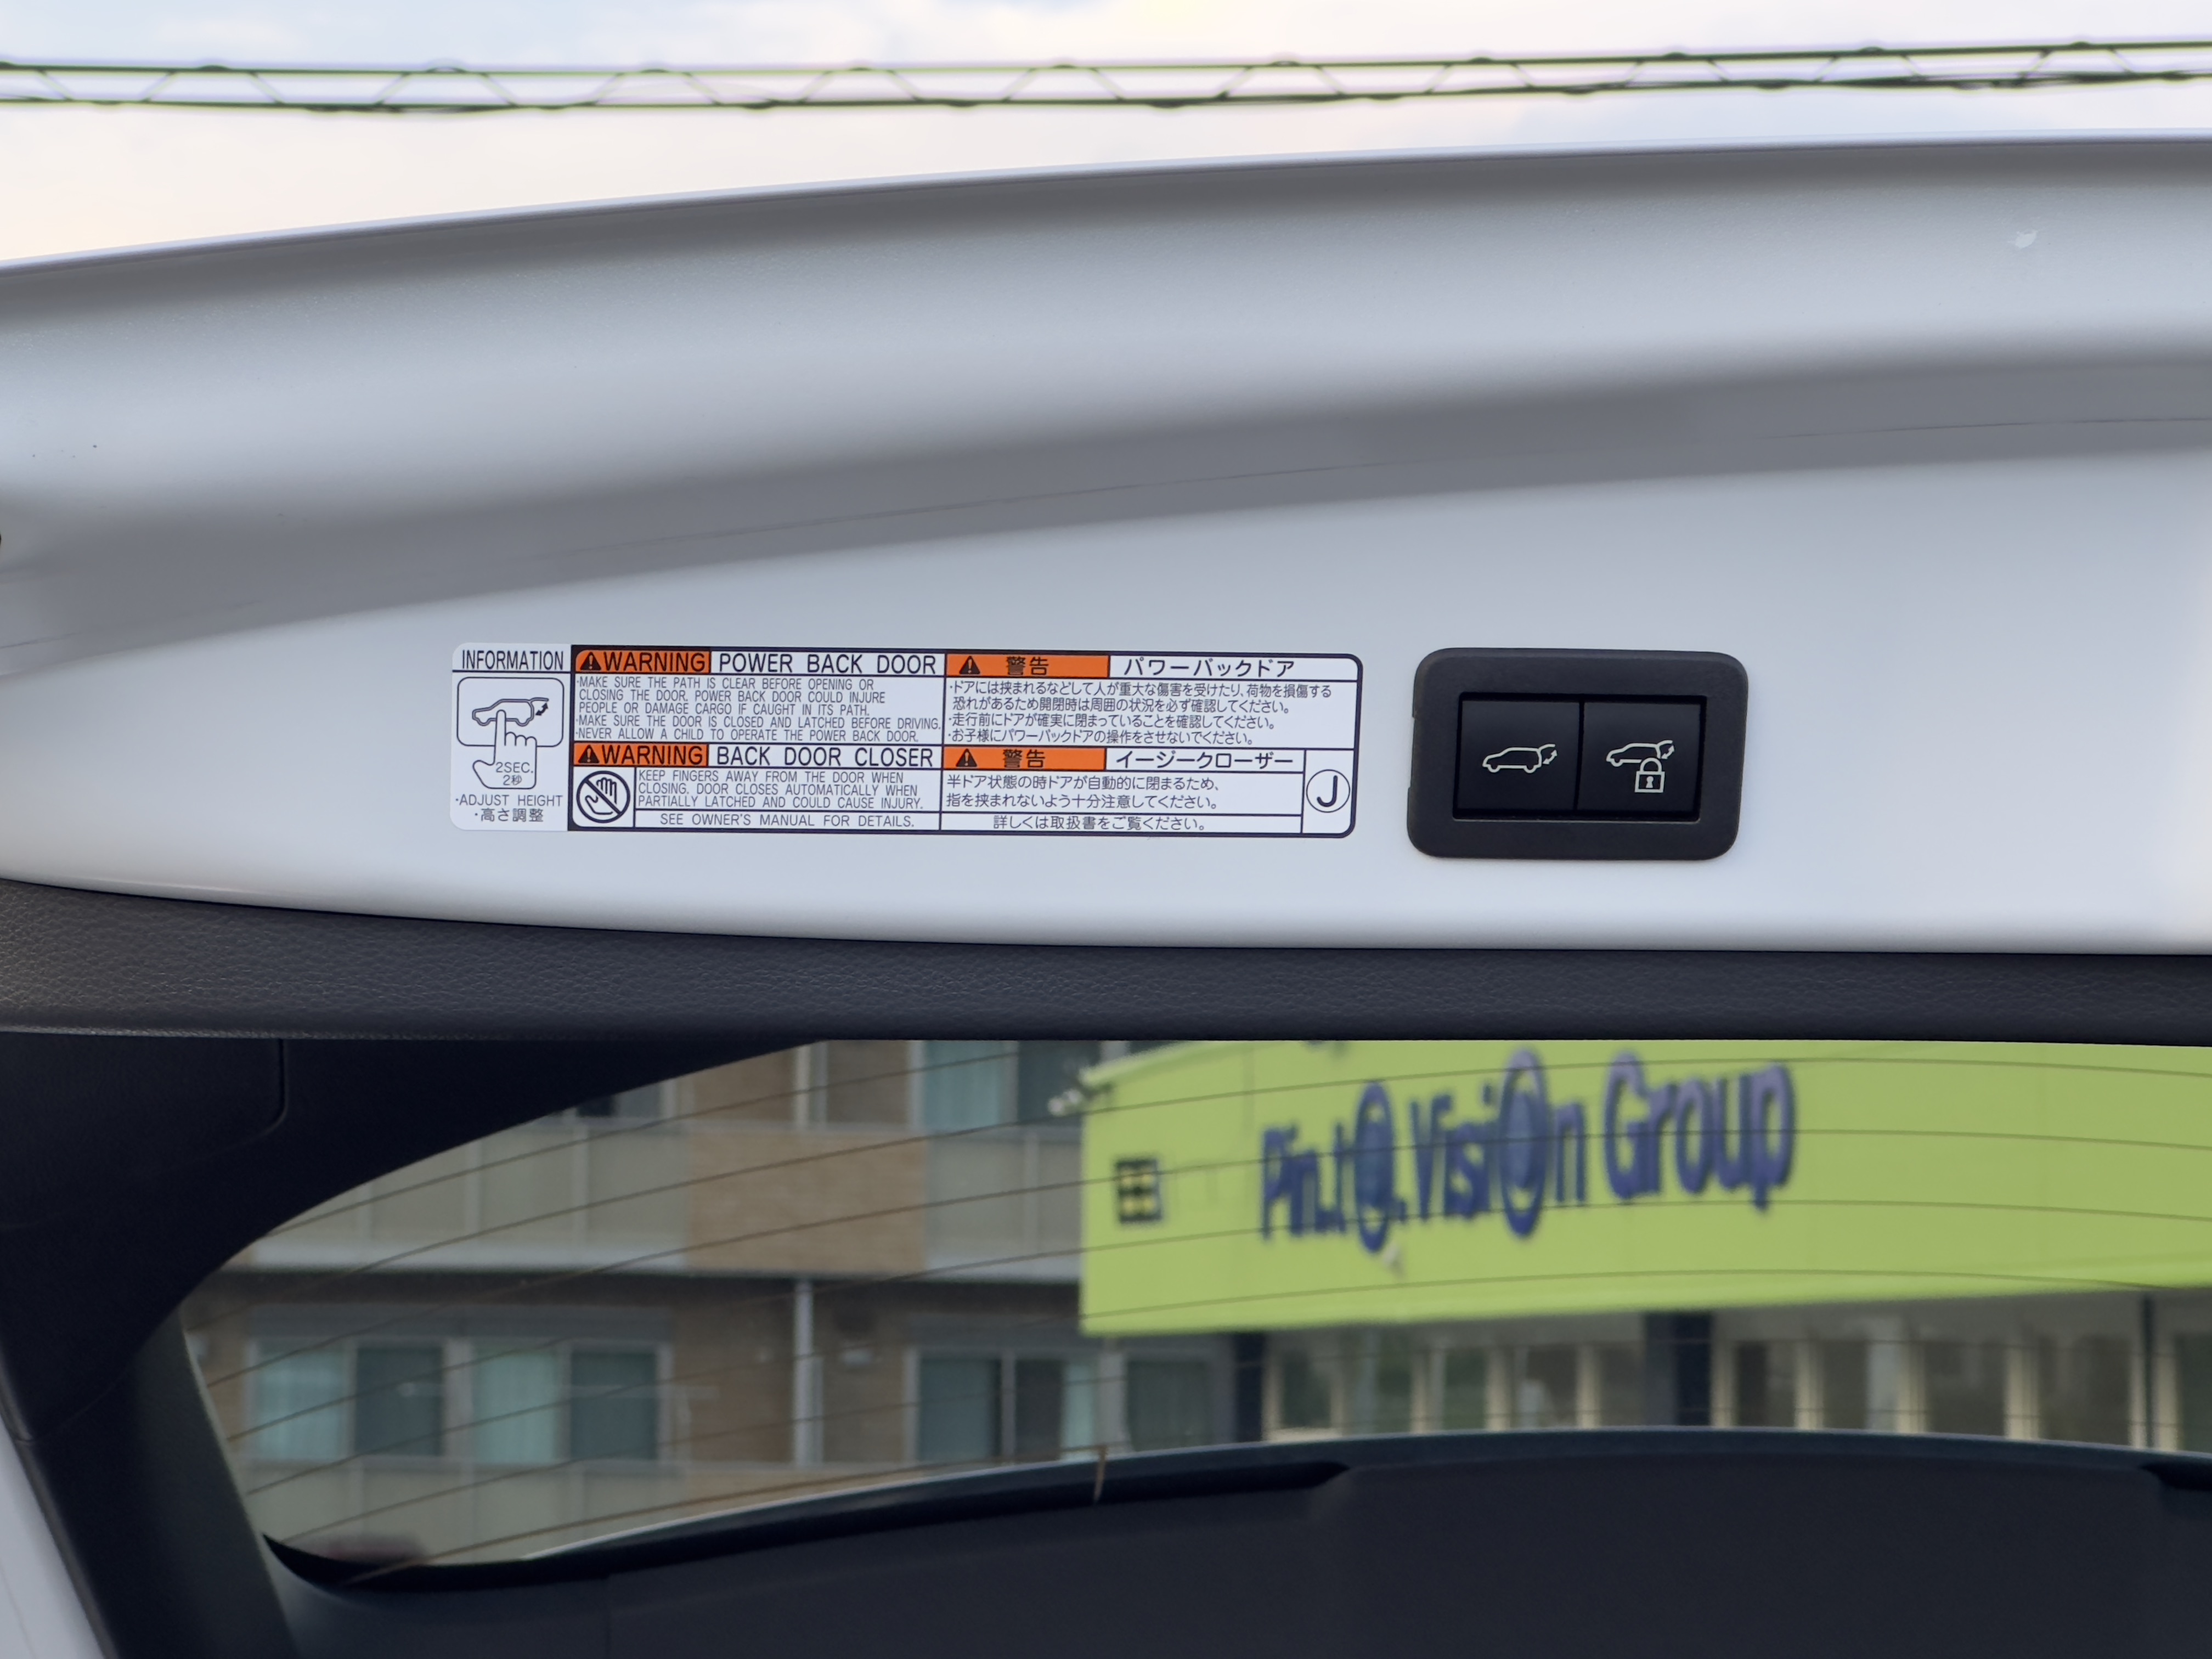 INFORMATION
2SEC.
2秒
・ADJUST HEIGHT
・高さ調整
WARNING POWER BACK DOOR
・MAKE SURE THE PATH IS CLEAR BEFORE OPENING OR
CLOSING THE DOOR. POWER BACK DOOR COULD INJURE
PEOPLE OR DAMAGE CARGO IF CAUGHT IN ITS PATH.
・MAKE SURE THE DOOR IS CLOSED AND LATCHED BEFORE DRIVING.
・NEVER ALLOW A CHILD TO OPERATE THE POWER BACK DOOR.
WARNING BACK DOOR CLOSER
KEEP FINGERS AWAY FROM THE DOOR WHEN
CLOSING. DOOR CLOSES AUTOMATICALLY WHEN
PARTIALLY LATCHED AND COULD CAUSE INJURY.
SEE OWNER'S MANUAL FOR DETAILS.
警告 パワーバックドア
・ドアには挟まれるなどして人が重大な傷害を受けたり、荷物を損傷する
恐れがあるため開閉時は周囲の状況を必ず確認してください。
・走行前にドアが確実に閉まっていることを確認してください。
・お子様にパワーバックドアの操作をさせないでください。
警告 イージークローザー
半ドア状態の時ドアが自動的に閉まるため、
指を挟まれないよう十分注意してください。
詳しくは取扱書をご覧ください。
J
Pin.tO.VisiOn Group